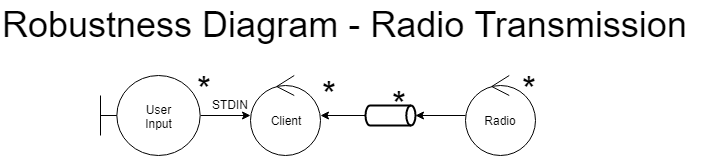 Robustness Diagram - Radio Transmission
* * * *
STDIN
User
Input
Client
Radio